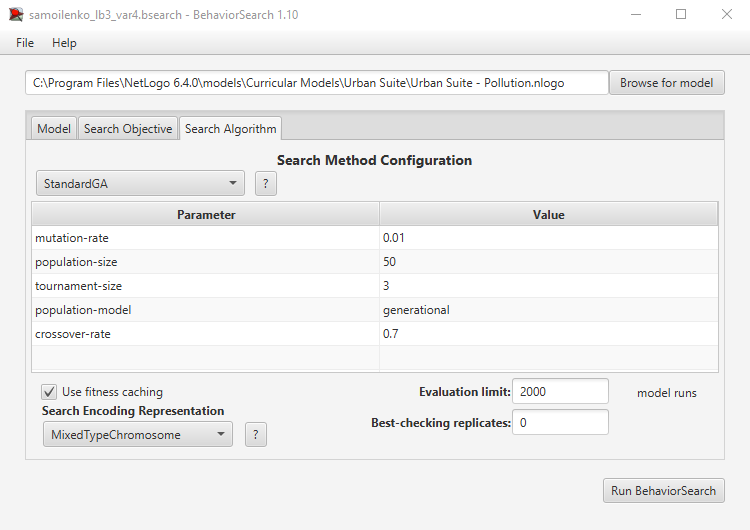 samoilenko_lb3_var4.bsearch - BehaviorSearch 1.10
File Help
C:\Program Files\NetLogo 6.4.0\models\Curricular Models\Urban Suite\Urban Suite - Pollution.nlogo Browse for model
Model Search Objective Search Algorithm
Search Method Configuration
StandardGA ?
Parameter Value
mutation-rate 0.01
population-size 50
tournament-size 3
population-model generational
crossover-rate 0.7
Use fitness caching Evaluation limit: 2000 model runs
Search Encoding Representation
Best-checking replicates: 0
MixedTypeChromosome ?
Run BehaviorSearch